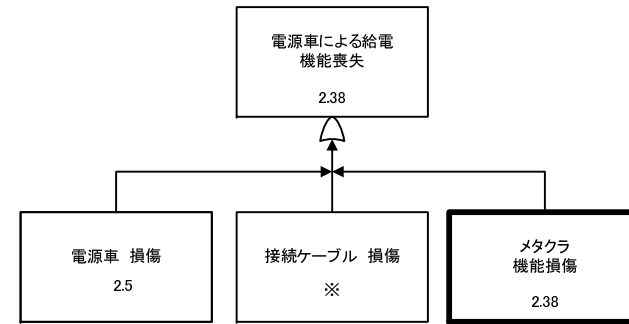 電源車による給電
機能喪失
2.38
電源車 損傷
2.5
接続ケーブル 損傷
※
メタクラ
機能損傷
2.38